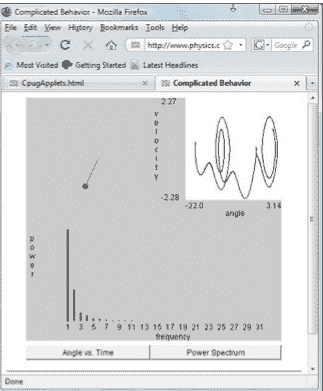 Complicated Behavior - Mozilla Firefox
File Edit View History Bookmarks Tools Help
http://www.physics.c Google
Most Visited Getting Started Latest Headlines
CpugApplets.html Complicated Behavior
2.27
velocity
-2.28
-22.0 3.14
angle
power
1 3 5 7 9 11 13 15 17 19 21 23 25 27 29 31
frequency
Angle vs. Time Power Spectrum
Done